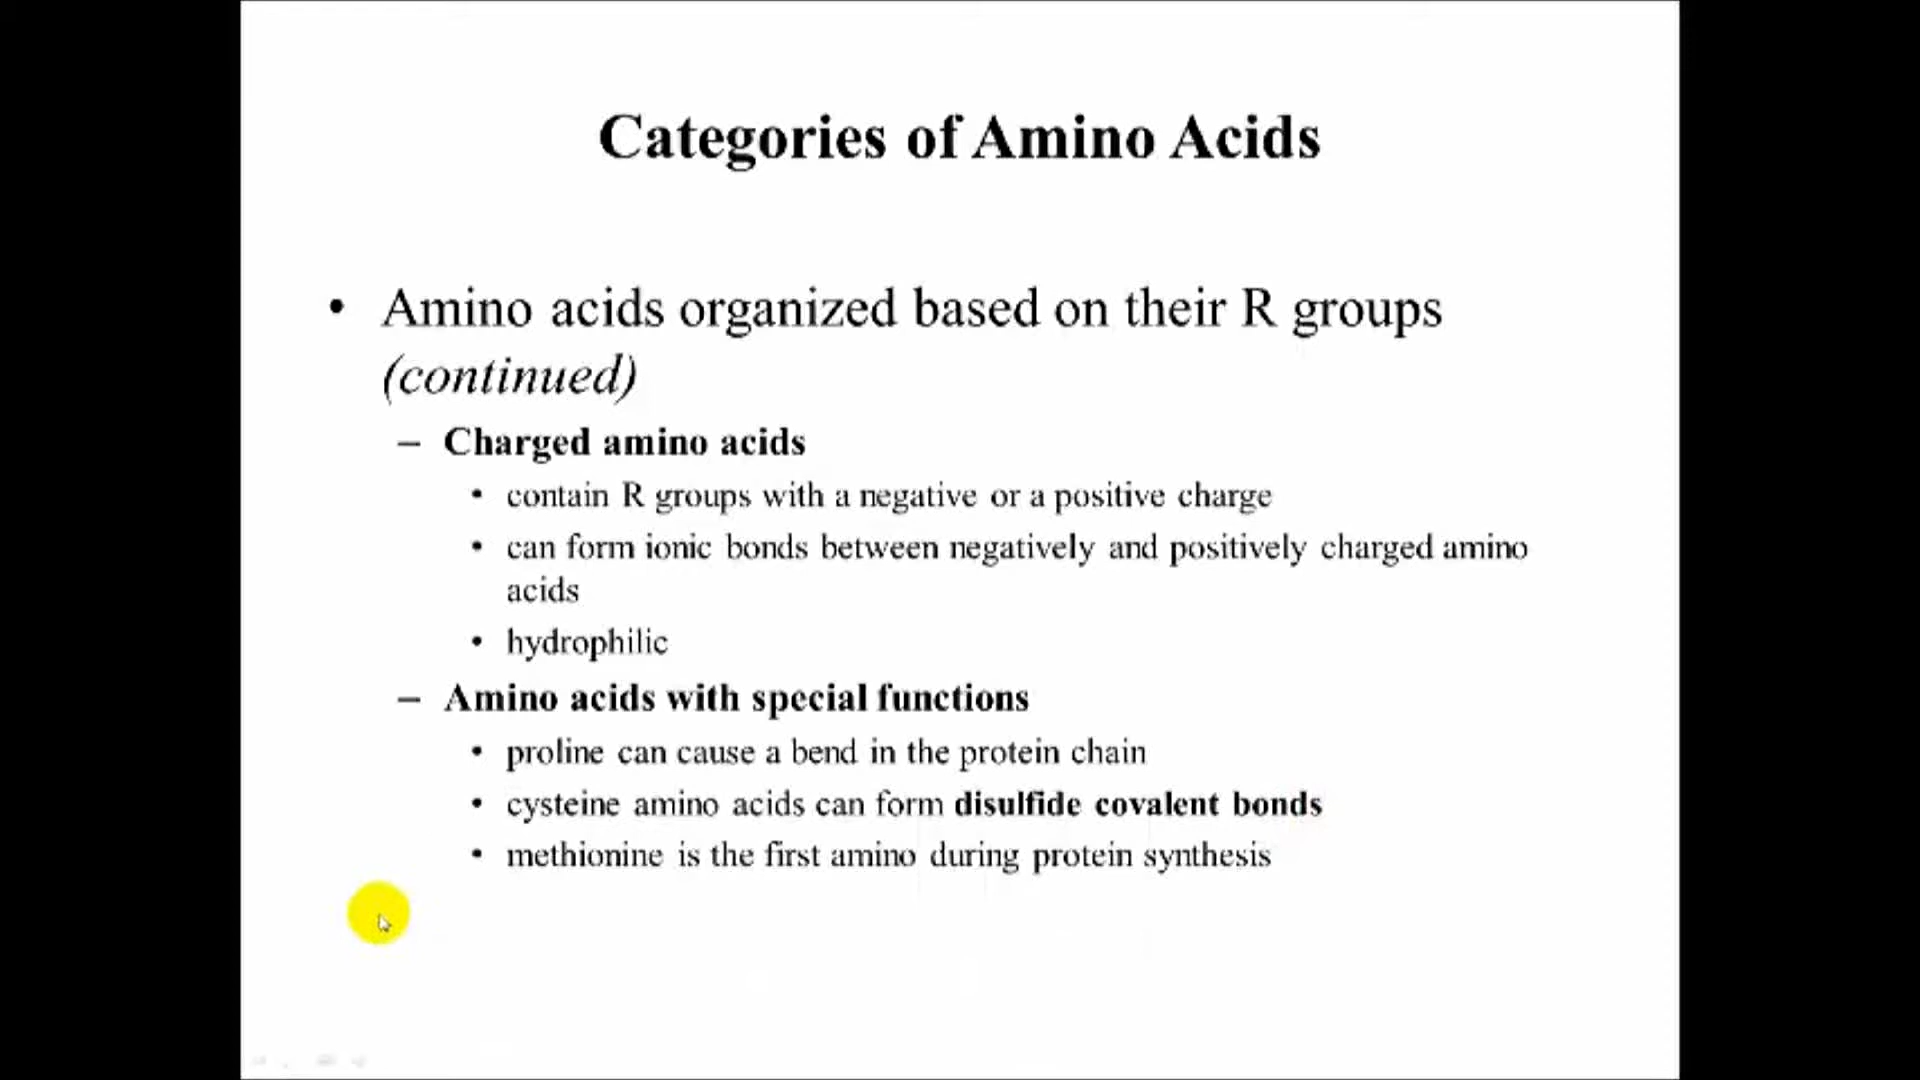 Categories of Amino Acids
• Amino acids organized based on their R groups
(continued)
– Charged amino acids
• contain R groups with a negative or a positive charge
• can form ionic bonds between negatively and positively charged amino
acids
• hydrophilic
– Amino acids with special functions
• proline can cause a bend in the protein chain
• cysteine amino acids can form disulfide covalent bonds
• methionine is the first amino during protein synthesis